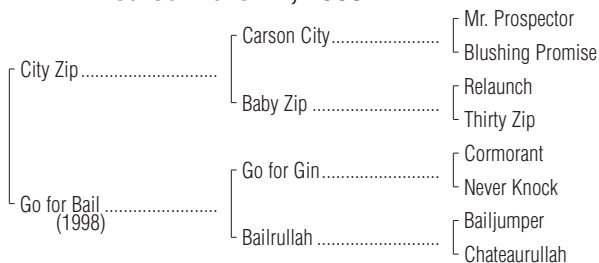 Mr. Prospector
Carson City
Blushing Promise
City Zip
Relaunch
Baby Zip
Thirty Zip
Cormorant
Go for Gin
Never Knock
Go for Bail
(1998)
Bailjumper
Bailrullah
Chateaurullah